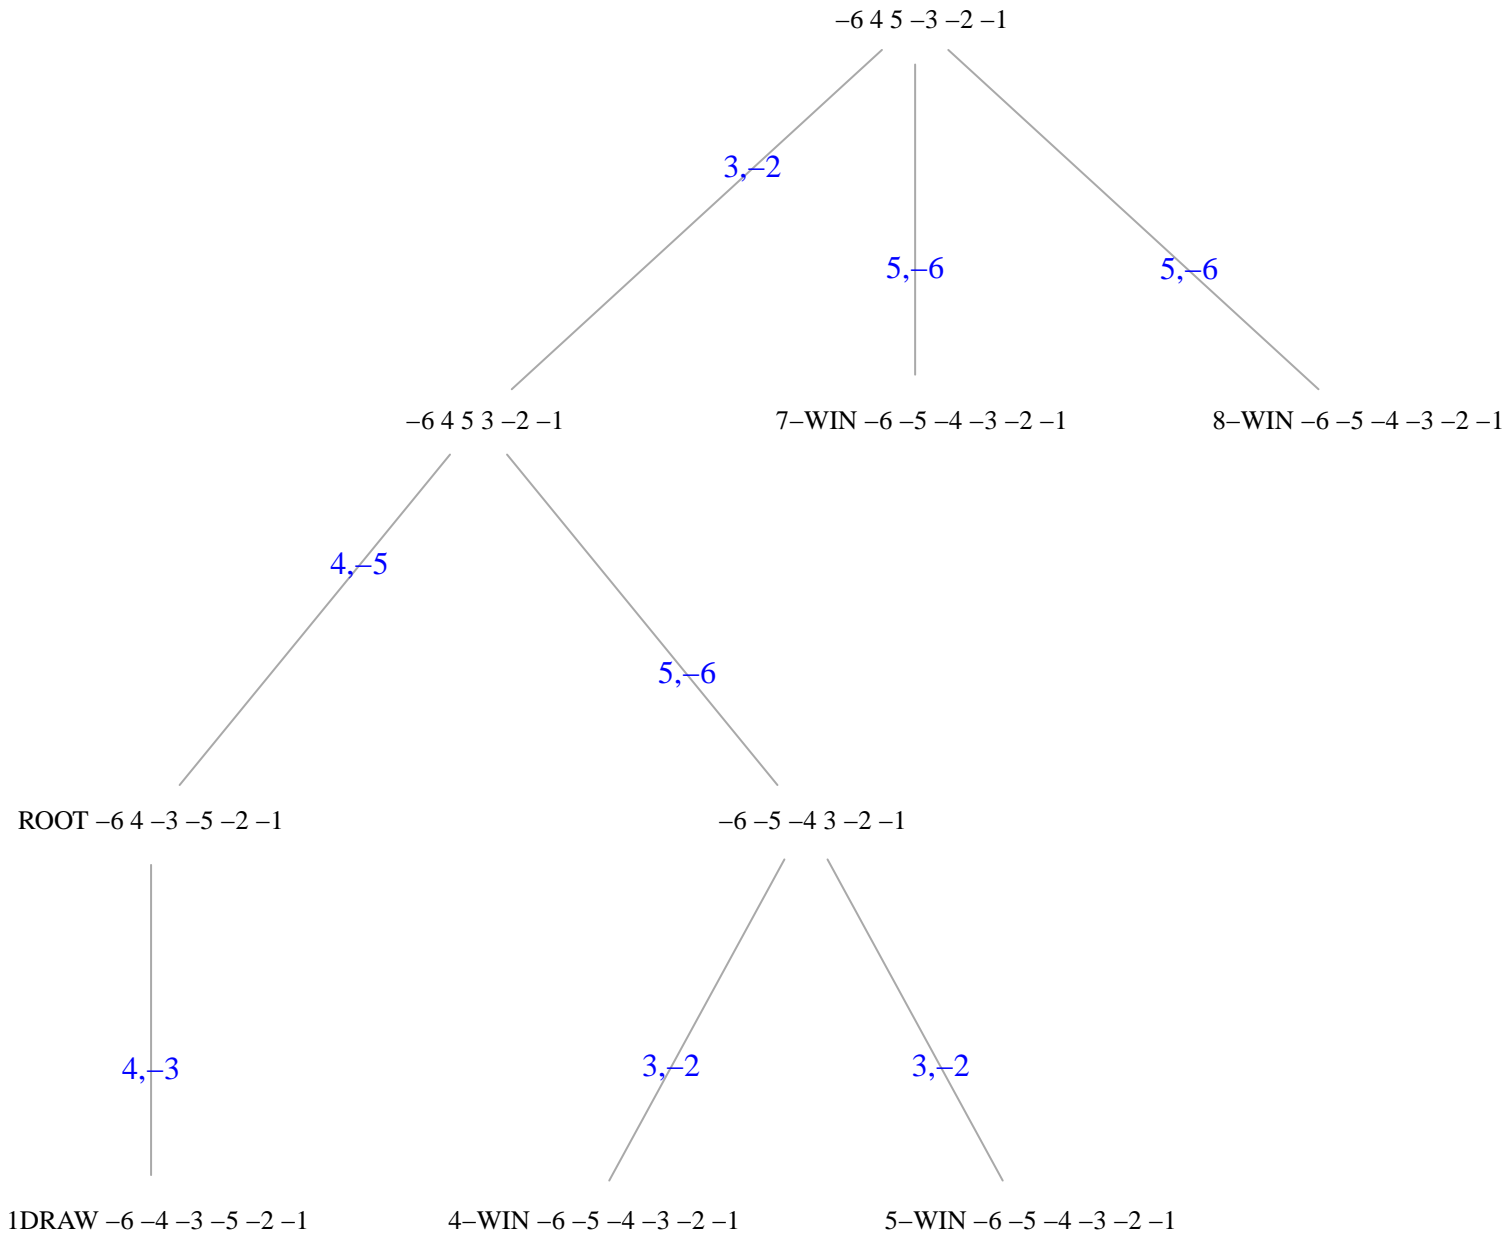 –6 4 5 –3 –2 –1
3,–2
5,–6
5,–6
–6 4 5 3 –2 –1
7–WIN –6 –5 –4 –3 –2 –1
8–WIN –6 –5 –4 –3 –2 –1
4,–5
5,–6
ROOT –6 4 –3 –5 –2 –1
–6 –5 –4 3 –2 –1
4,–3
3,–2
3,–2
1DRAW –6 –4 –3 –5 –2 –1
4–WIN –6 –5 –4 –3 –2 –1
5–WIN –6 –5 –4 –3 –2 –1